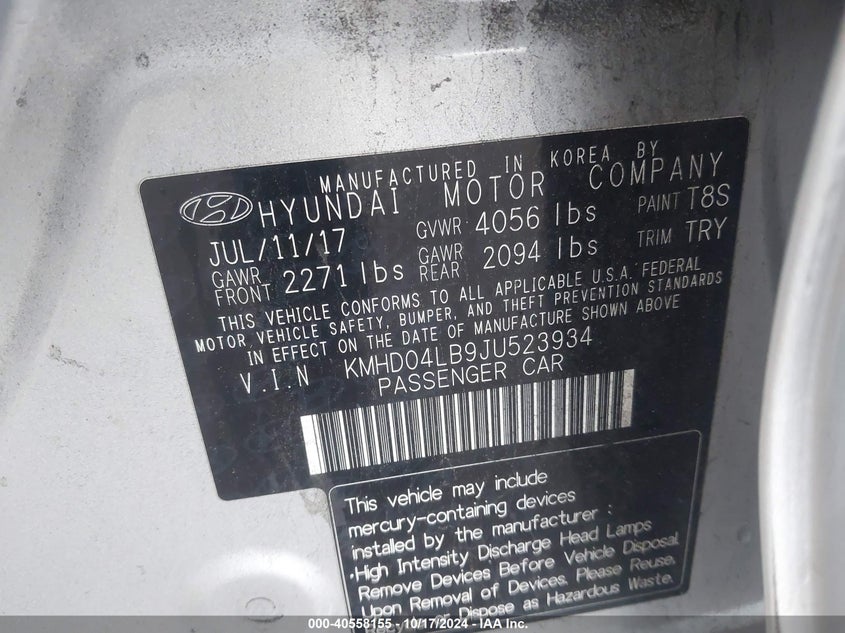 MANUFACTURED IN KOREA BY
HYUNDAI MOTOR COMPANY
JUL/11/17 GVWR 4056 lbs PAINT T8S
GAWR FRONT 2271 lbs GAWR REAR 2094 lbs TRIM TRY
THIS VEHICLE CONFORMS TO ALL APPLICABLE U.S.A. FEDERAL
MOTOR VEHICLE SAFETY, BUMPER, AND THEFT PREVENTION STANDARDS
IN EFFECT ON THE DATE OF MANUFACTURE SHOWN ABOVE
V.I.N KMHD04LB9JU523934
PASSENGER CAR
This vehicle may include
mercury-containing devices
installed by the manufacturer :
•High Intensity Discharge Head Lamps
Remove Devices Before Vehicle Disposal.
Upon Removal of Devices, Please Reuse,
Recycle or Dispose as Hazardous Waste.
000-40558155 - 10/17/2024 - IAA Inc.